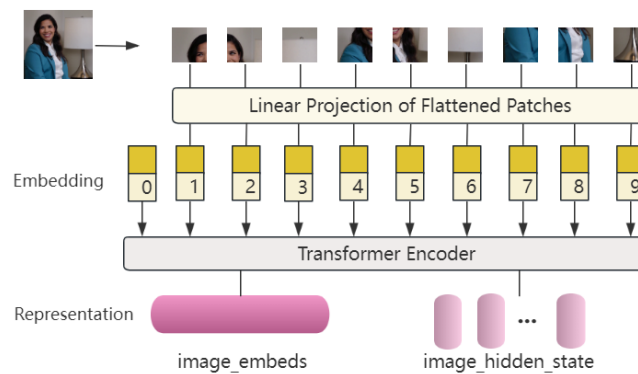 Linear Projection of Flattened Patches
Embedding
0 1 2 3 4 5 6 7 8 9
Transformer Encoder
Representation
image_embeds
...
image_hidden_state